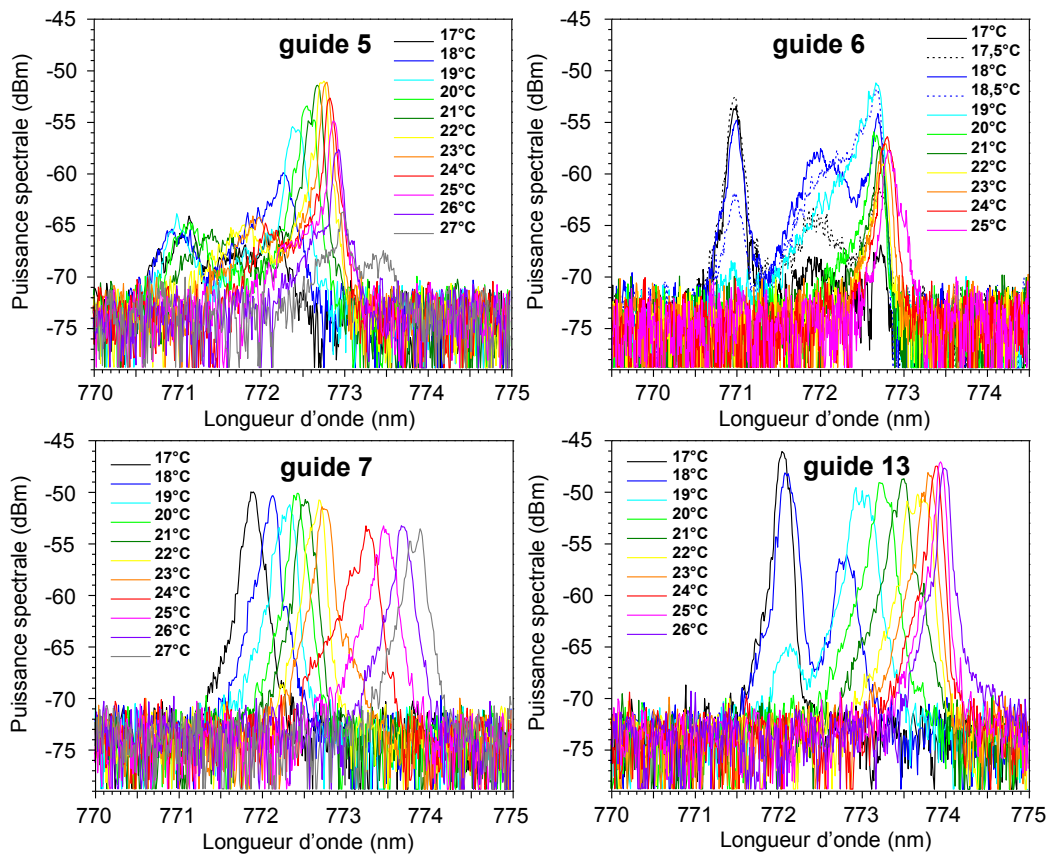 guide 5
Puissance spectrale (dBm)
-45
-50
-55
-60
-65
-70
-75
17°C
18°C
19°C
20°C
21°C
22°C
23°C
24°C
25°C
26°C
27°C
770 771 772 773 774 775
Longueur d'onde (nm)
guide 6
Puissance spectrale (dBm)
-45
-50
-55
-60
-65
-70
-75
17°C
17,5°C
18°C
18,5°C
19°C
20°C
21°C
22°C
23°C
24°C
25°C
770 771 772 773 774
Longueur d'onde (nm)
guide 7
Puissance spectrale (dBm)
-45
-50
-55
-60
-65
-70
-75
17°C
18°C
19°C
20°C
21°C
22°C
23°C
24°C
25°C
26°C
27°C
770 771 772 773 774 775
Longueur d'onde (nm)
guide 13
Puissance spectrale (dBm)
-45
-50
-55
-60
-65
-70
-75
17°C
18°C
19°C
20°C
21°C
22°C
23°C
24°C
25°C
26°C
770 771 772 773 774 775
Longueur d'onde (nm)